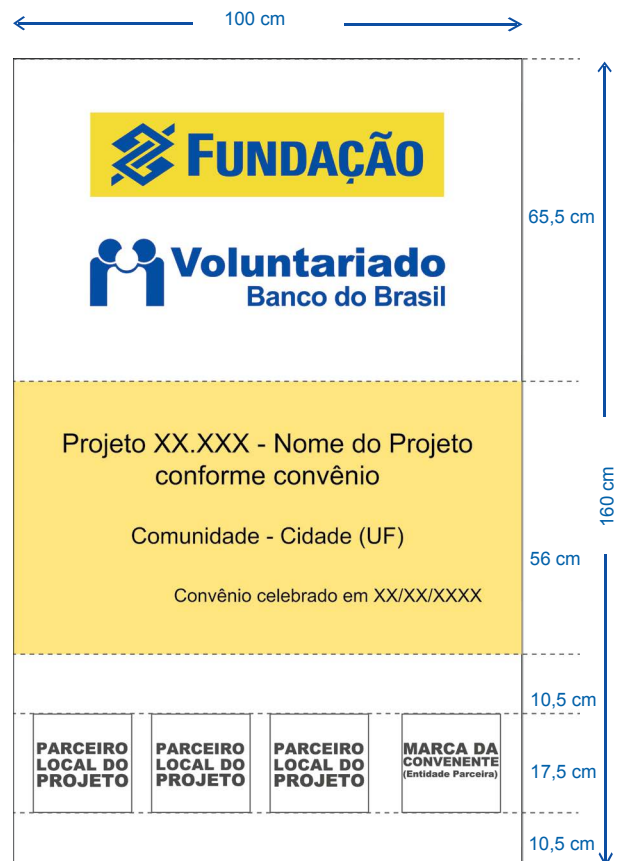 100 cm
FUNDAÇÃO
65,5 cm
Voluntariado
Banco do Brasil
Projeto XX.XXX - Nome do Projeto
conforme convênio
160 cm
Comunidade - Cidade (UF)
56 cm
Convênio celebrado em XX/XX/XXXX
10,5 cm
PARCEIRO
LOCAL DO
PROJETO
PARCEIRO
LOCAL DO
PROJETO
PARCEIRO
LOCAL DO
PROJETO
MARCA DA
CONVENENTE
(Entidade Parceira)
17,5 cm
10,5 cm